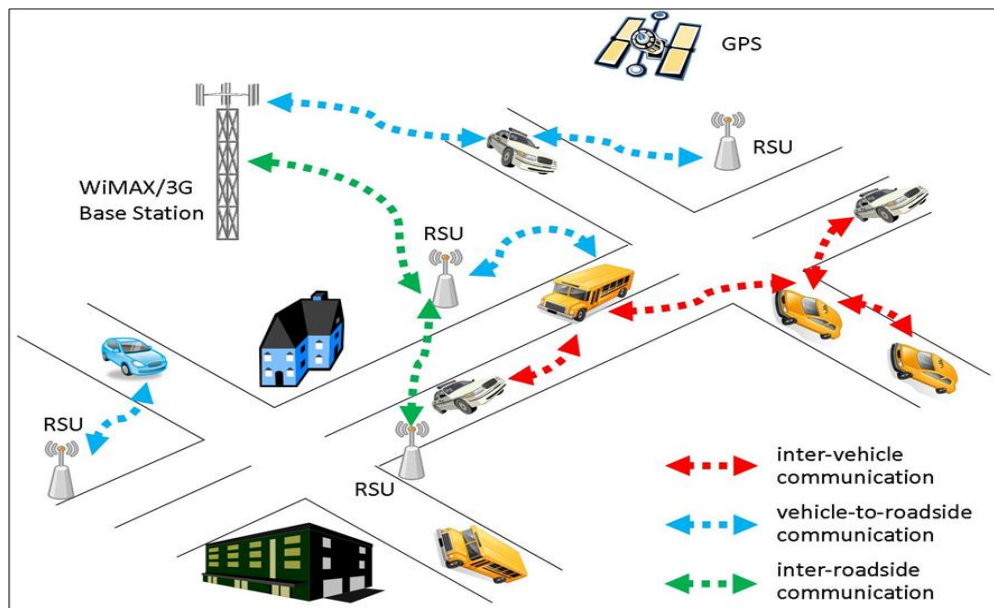 GPS
RSU
WiMAX/3G
Base Station
RSU
RSU
RSU
inter-vehicle
communication
vehicle-to-roadside
communication
inter-roadside
communication